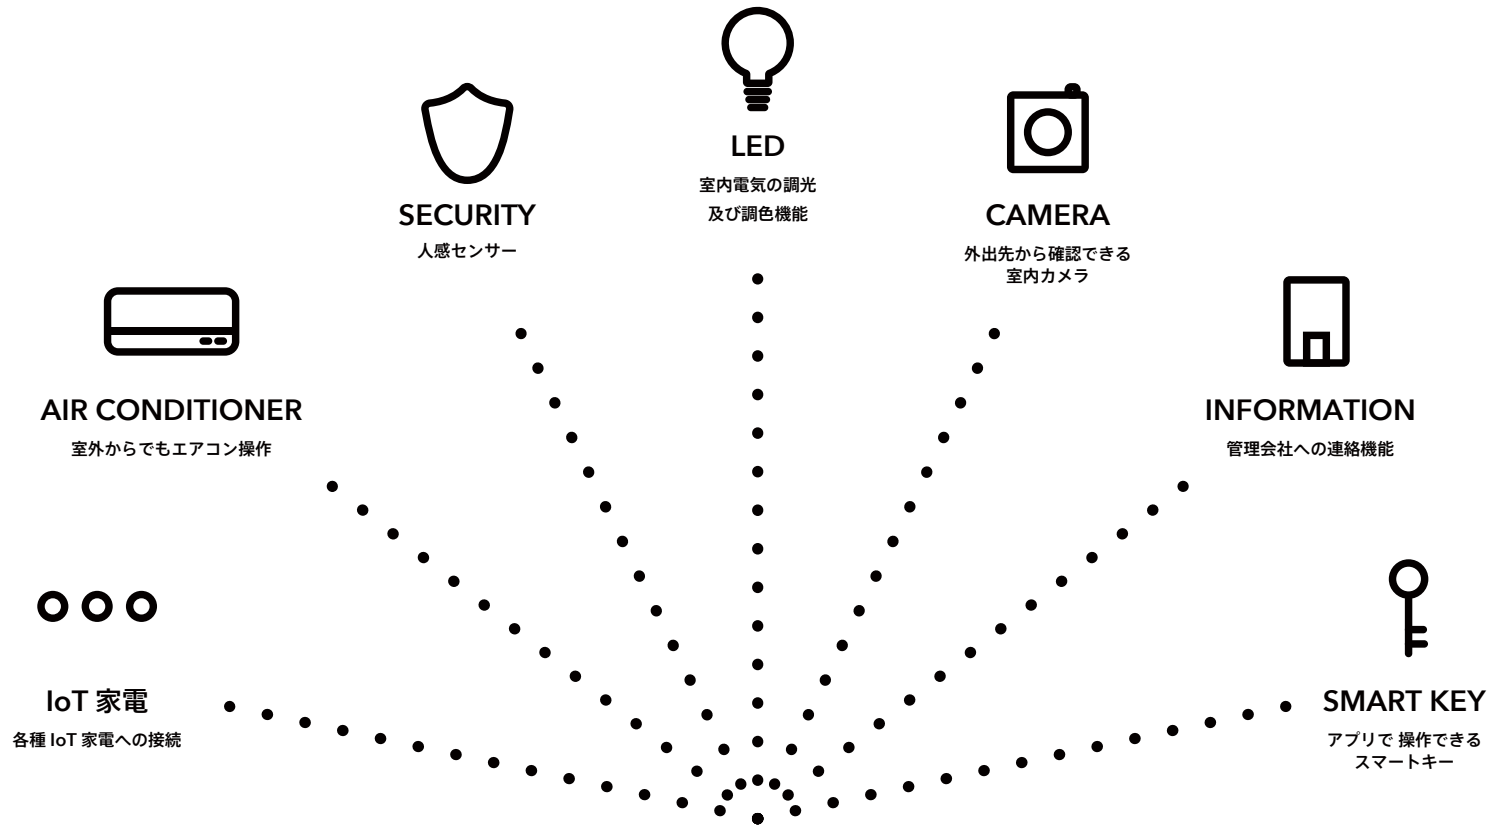 LED
室内電気の調光
及び調色機能
SECURITY
人感センサー
CAMERA
外出先から確認できる
室内カメラ
AIR CONDITIONER
室外からでもエアコン操作
INFORMATION
管理会社への連絡機能
IoT 家電
各種 IoT 家電への接続
SMART KEY
アプリで 操作できる
スマートキー